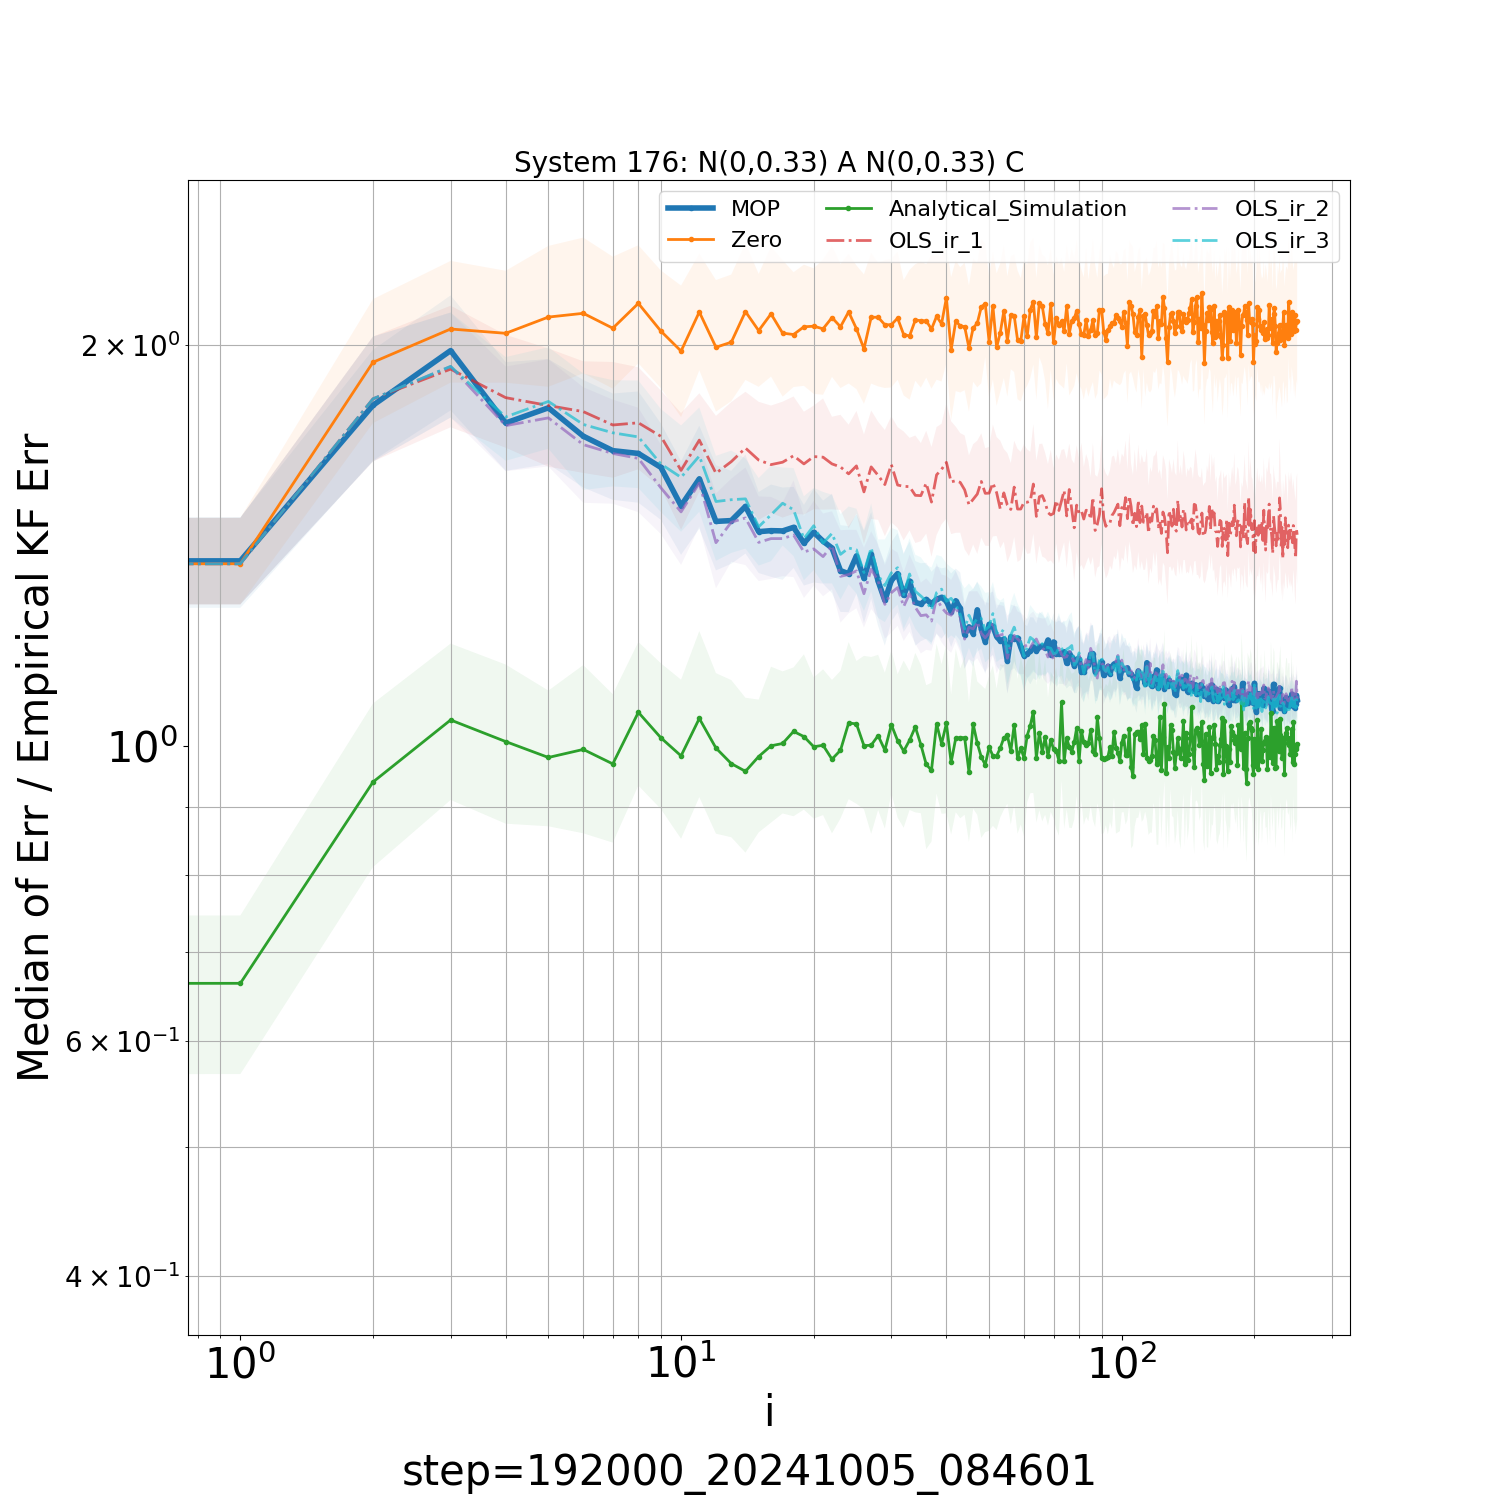 System 176: N(0,0.33) A N(0,0.33) C
MOP
Zero
Analytical_Simulation
OLS_ir_1
OLS_ir_2
OLS_ir_3
Median of Err / Empirical KF Err
2 × 10⁰
10⁰
6 × 10⁻¹
4 × 10⁻¹
10⁰ 10¹ 10²
i
step=192000_20241005_084601